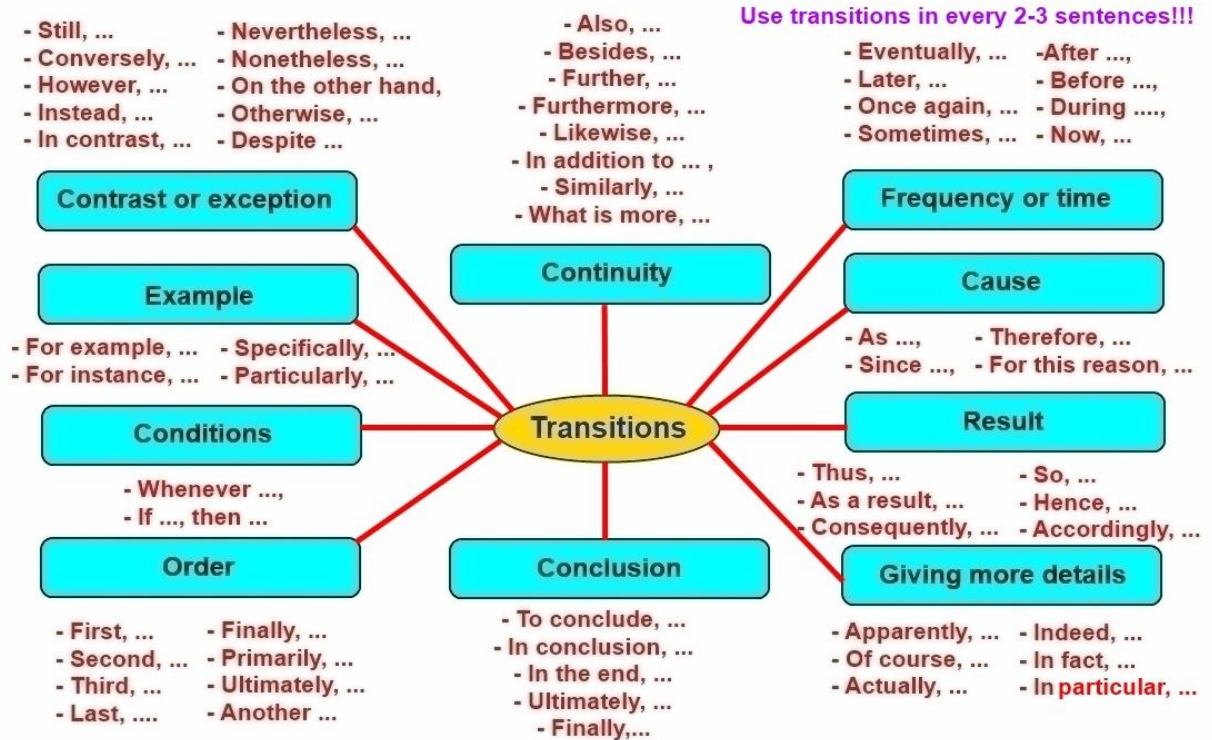 Use transitions in every 2-3 sentences!!!
- Still, ... - Nevertheless, ...
- Conversely, ... - Nonetheless, ...
- However, ... - On the other hand,
- Instead, ... - Otherwise, ...
- In contrast, ... - Despite ...
Contrast or exception
- Also, ...
- Besides, ...
- Further, ...
- Furthermore, ...
- Likewise, ...
- In addition to ... ,
- Similarly, ...
- What is more, ...
Continuity
- Eventually, ... -After ...,
- Later, ... - Before ...,
- Once again, ... - During ....,
- Sometimes, ... - Now, ...
Frequency or time
Example
- For example, ... - Specifically, ...
- For instance, ... - Particularly, ...
Cause
- As ..., - Therefore, ...
- Since ..., - For this reason, ...
Transitions
Conditions
- Whenever ...,
- If ..., then ...
Result
- Thus, ... - So, ...
- As a result, ... - Hence, ...
- Consequently, ... - Accordingly, ...
Order
- First, ... - Finally, ...
- Second, ... - Primarily, ...
- Third, ... - Ultimately, ...
- Last, .... - Another ...
Conclusion
- To conclude, ...
- In conclusion, ...
- In the end, ...
- Ultimately, ...
- Finally,...
Giving more details
- Apparently, ... - Indeed, ...
- Of course, ... - In fact, ...
- Actually, ... - In particular, ...